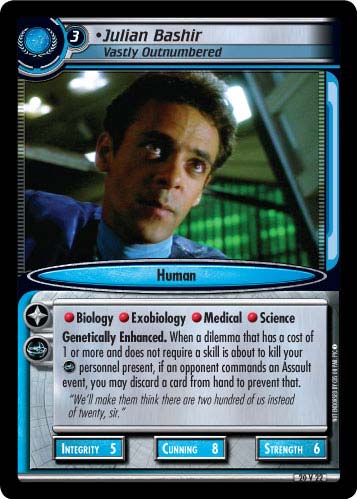 3
•Julian Bashir
Vastly Outnumbered
Human
• Biology • Exobiology • Medical • Science
Genetically Enhanced. When a dilemma that has a cost of
1 or more and does not require a skill is about to kill your
personnel present, if an opponent commands an Assault
event, you may discard a card from hand to prevent that.
"We'll make them think there are two hundred of us instead
of twenty, sir."
INTEGRITY 5 CUNNING 8 STRENGTH 6
20 V 22